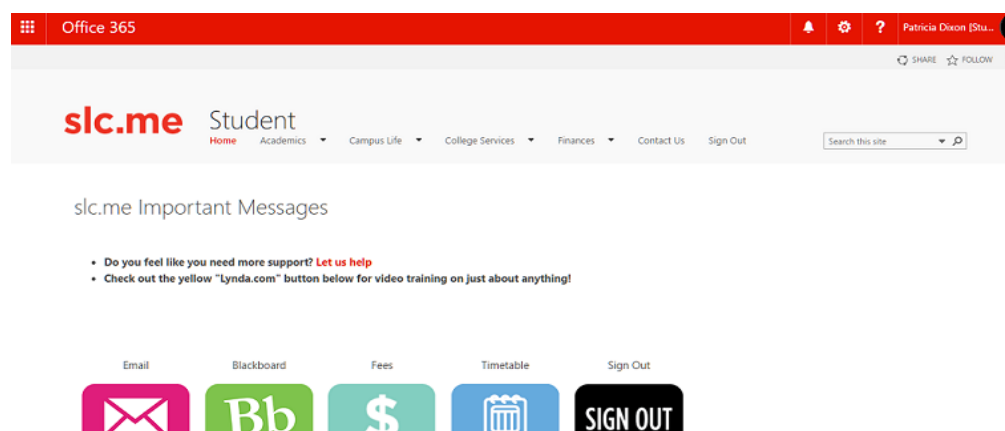 Office 365
?
Patricia Dixon [Stu...
SHARE FOLLOW
slc.me
Student
Home Academics Campus Life College Services Finances Contact Us Sign Out
Search this site
slc.me Important Messages
• Do you feel like you need more support? Let us help
• Check out the yellow "Lynda.com" button below for video training on just about anything!
Email Blackboard Fees Timetable Sign Out
Bb $ SIGN OUT